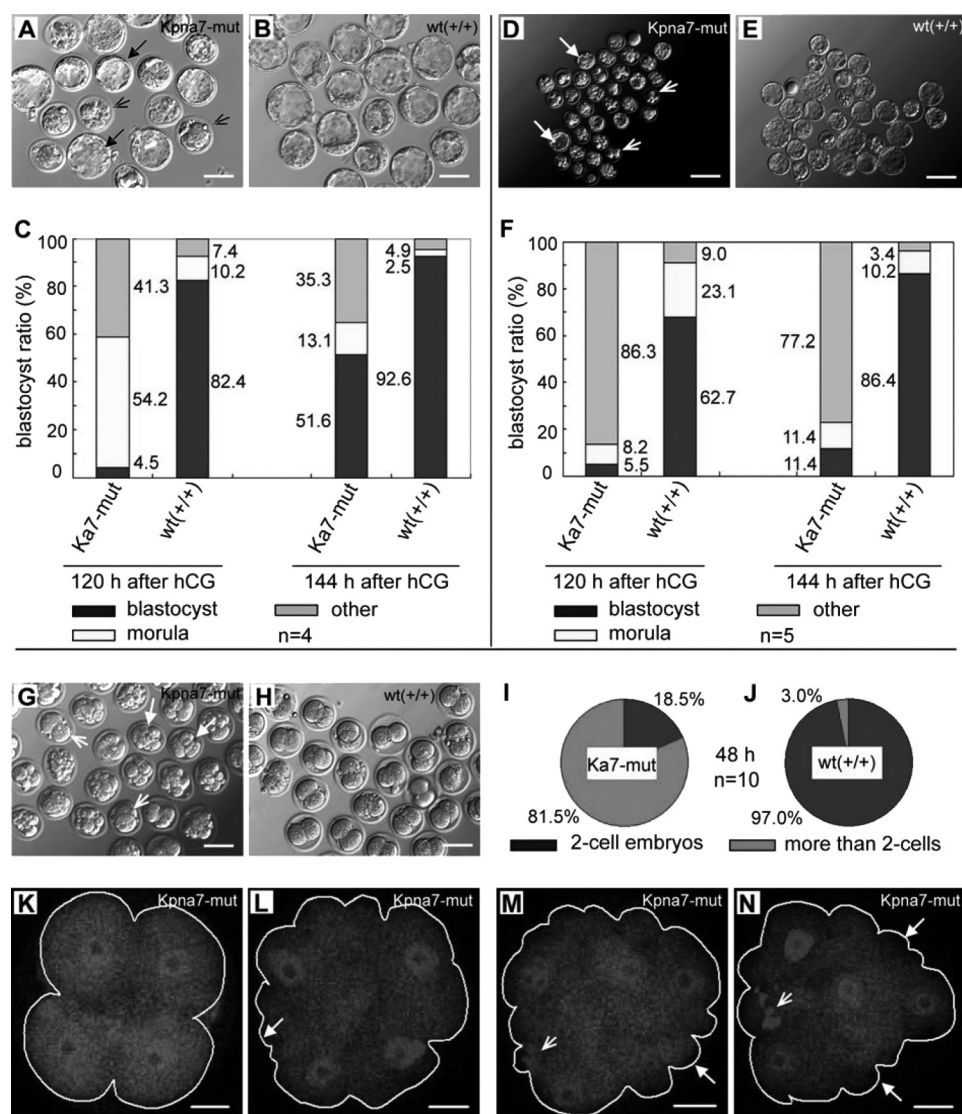 A
Kpna7-mut
B
wt(+/+)
D
Kpna7-mut
E
wt(+/+)
C
blastocyst ratio (%)
100
80
60
40
20
0
41.3
54.2
4.5
7.4
10.2
82.4
35.3
13.1
51.6
4.9
2.5
92.6
Ka7-mut
wt(+/+)
Ka7-mut
wt(+/+)
120 h after hCG
144 h after hCG
blastocyst
other
morula
n=4
F
blastocyst ratio (%)
100
80
60
40
20
0
86.3
8.2
5.5
9.0
23.1
62.7
77.2
11.4
11.4
3.4
10.2
86.4
Ka7-mut
wt(+/+)
Ka7-mut
wt(+/+)
120 h after hCG
144 h after hCG
blastocyst
other
morula
n=5
G
Kpna7-mut
H
wt(+/+)
I
18.5%
Ka7-mut
81.5%
48 h
n=10
J
3.0%
wt(+/+)
97.0%
2-cell embryos
more than 2-cells
K
Kpna7-mut
L
Kpna7-mut
M
Kpna7-mut
N
Kpna7-mut